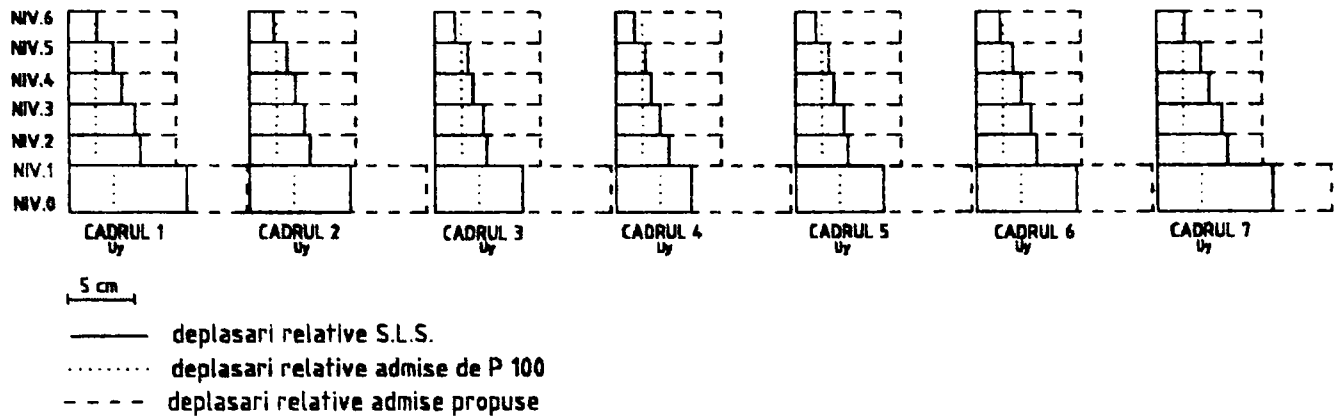 NIV.6
NIV.5
NIV.4
NIV.3
NIV.2
NIV.1
NIV.0
CADRUL 1 CADRUL 2 CADRUL 3 CADRUL 4 CADRUL 5 CADRUL 6 CADRUL 7
Uy Uy Uy Uy Uy Uy Uy
5 cm
deplasari relative S.L.S.
deplasari relative admise de P 100
deplasari relative admise propuse